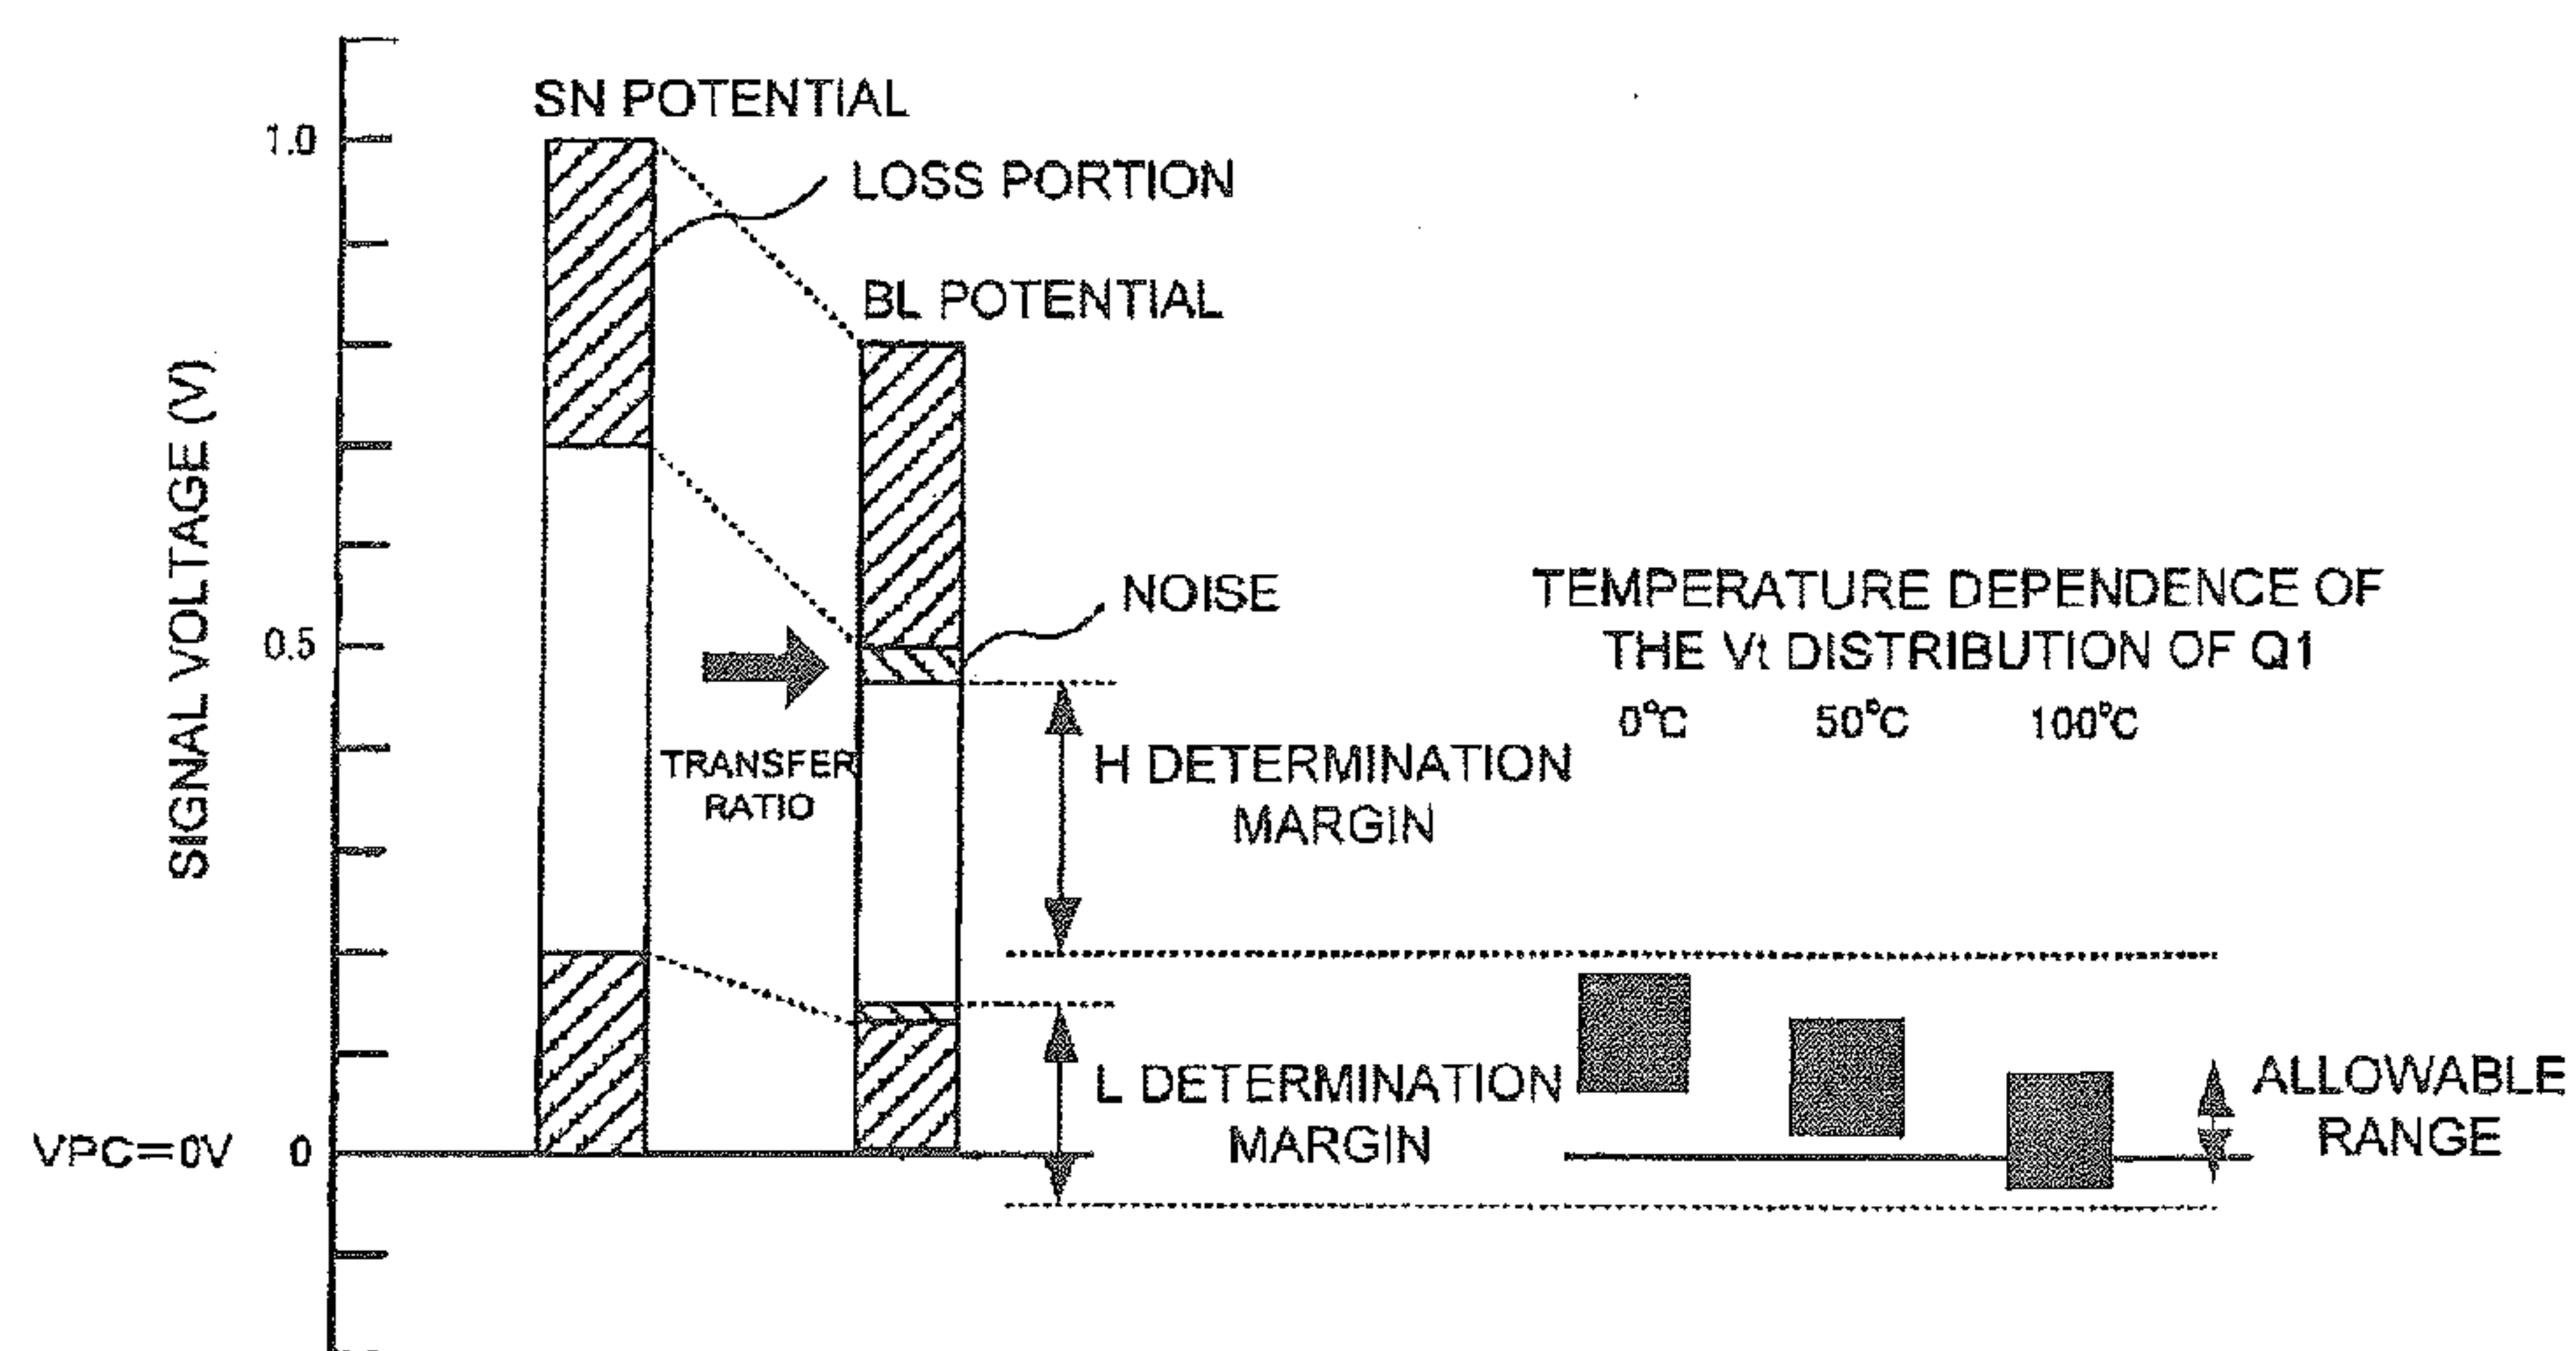 SN POTENTIAL
1.0
LOSS PORTION
BL POTENTIAL
SIGNAL VOLTAGE (V)
NOISE
0.5
TEMPERATURE DEPENDENCE OF
THE Vt DISTRIBUTION OF Q1
0°C 50°C 100°C
TRANSFER
RATIO
H DETERMINATION
MARGIN
L DETERMINATION
MARGIN
ALLOWABLE
RANGE
VPC=0V 0